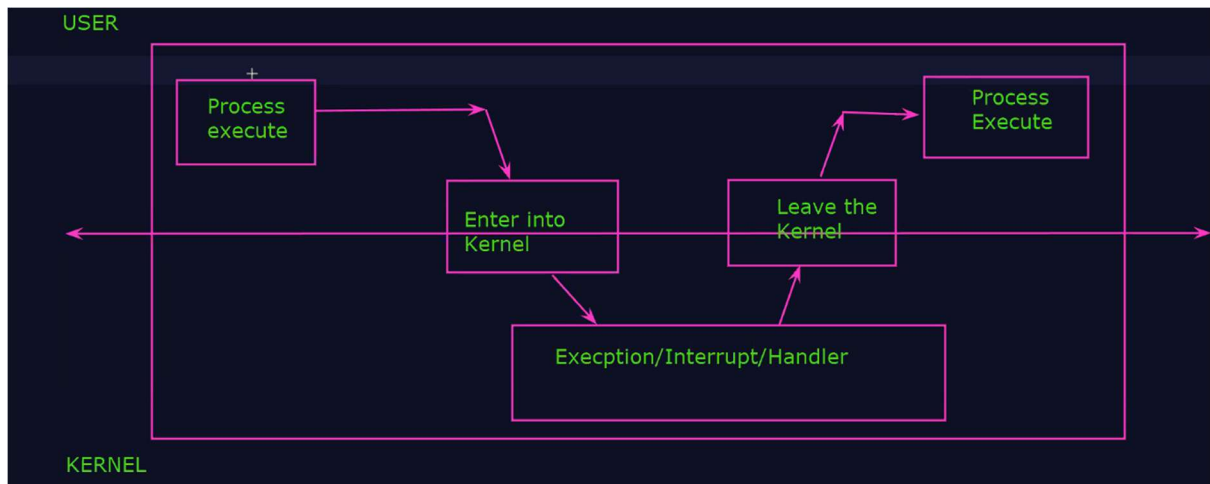 USER
Process
execute
Process
Execute
Enter into
Kernel
Leave the
Kernel
Execption/Interrupt/Handler
KERNEL